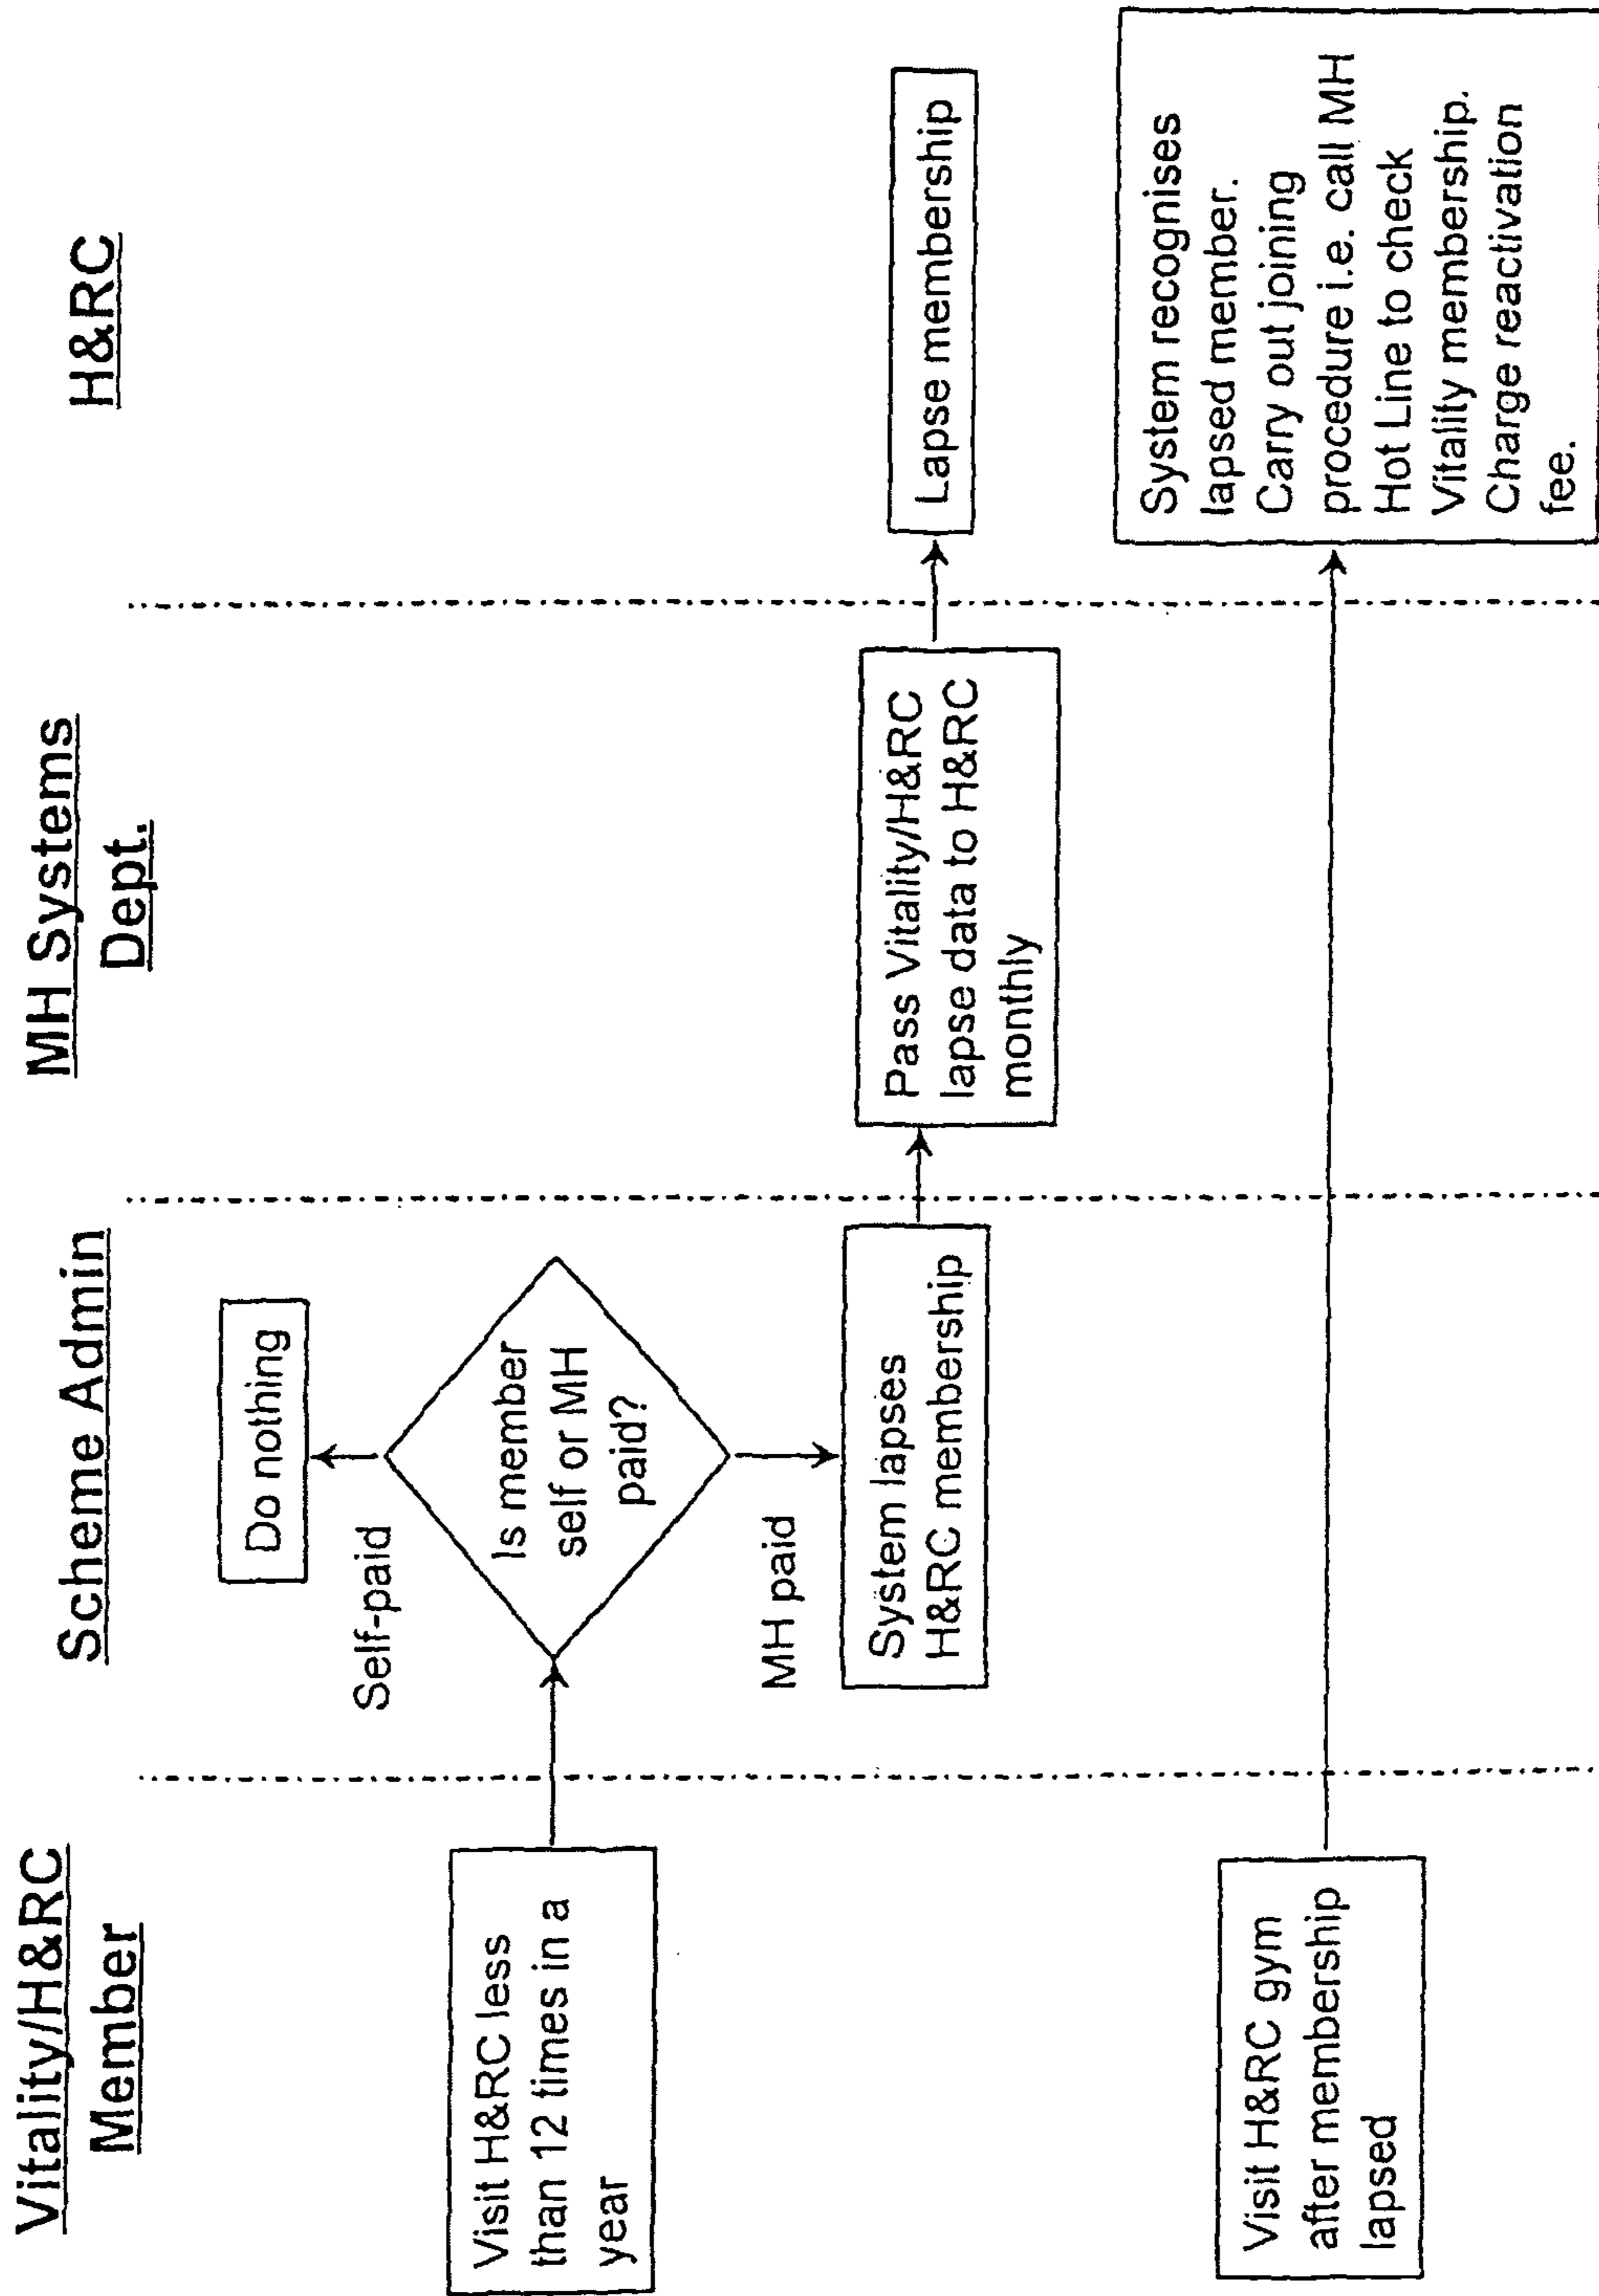 Vitality/H&RC
Member
Scheme Admin
MH Systems
Dept.
H&RC
Visit H&RC less
than 12 times in a
year
Self-paid
Do nothing
Is member
self or MH
paid?
MH paid
System lapses
H&RC membership
Pass Vitality/H&RC
lapse data to H&RC
monthly
Lapse membership
Visit H&RC gym
after membership
lapsed
System recognises
lapsed member.
Carry out joining
procedure i.e. call MH
Hot Line to check
Vitality membership.
Charge reactivation
fee.